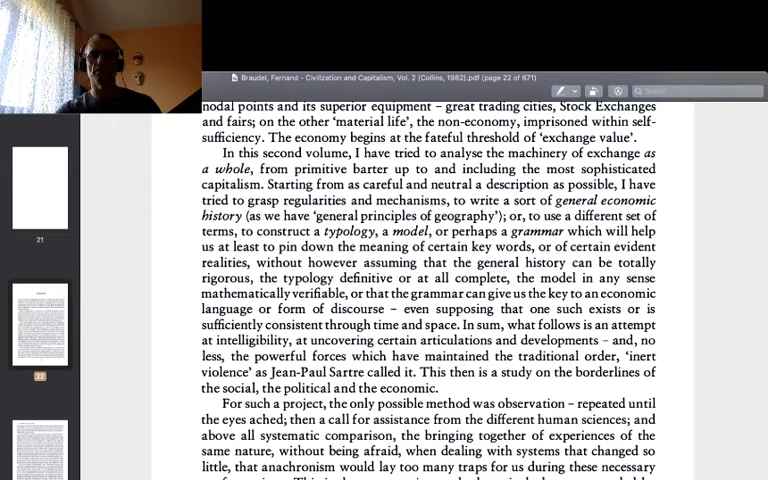 Braudel, Fernand - Civilization and Capitalism, Vol. 2 (Collins, 1982).pdf (page 22 of 671)
Search
nodal points and its superior equipment – great trading cities, Stock Exchanges
and fairs; on the other ‘material life’, the non-economy, imprisoned within self-
sufficiency. The economy begins at the fateful threshold of ‘exchange value’.
In this second volume, I have tried to analyse the machinery of exchange as
a whole, from primitive barter up to and including the most sophisticated
capitalism. Starting from as careful and neutral a description as possible, I have
tried to grasp regularities and mechanisms, to write a sort of general economic
history (as we have ‘general principles of geography’); or, to use a different set of
terms, to construct a typology, a model, or perhaps a grammar which will help
us at least to pin down the meaning of certain key words, or of certain evident
realities, without however assuming that the general history can be totally
rigorous, the typology definitive or at all complete, the model in any sense
mathematically verifiable, or that the grammar can give us the key to an economic
language or form of discourse – even supposing that one such exists or is
sufficiently consistent through time and space. In sum, what follows is an attempt
at intelligibility, at uncovering certain articulations and developments – and, no
less, the powerful forces which have maintained the traditional order, ‘inert
violence’ as Jean-Paul Sartre called it. This then is a study on the borderlines of
the social, the political and the economic.
For such a project, the only possible method was observation – repeated until
the eyes ached; then a call for assistance from the different human sciences; and
above all systematic comparison, the bringing together of experiences of the
same nature, without being afraid, when dealing with systems that changed so
little, that anachronism would lay too many traps for us during these necessary
21
22